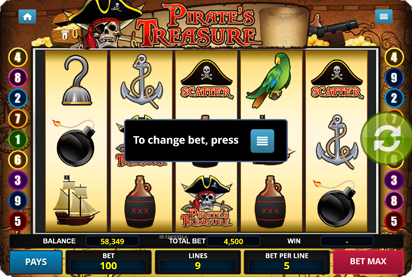 PIRATE'S
TREASURE
4 4
8 SCATTER SCATTER 9
2 2
7 To change bet, press
1 1
6 3
3 PIRATE'S 8
9 XXX TREASURE XXX
5 5
BALANCE 58,349 TOTAL BET 4,500 WIN -
PAYS BET 100 LINES 9 BET PER LINE 5 BET MAX